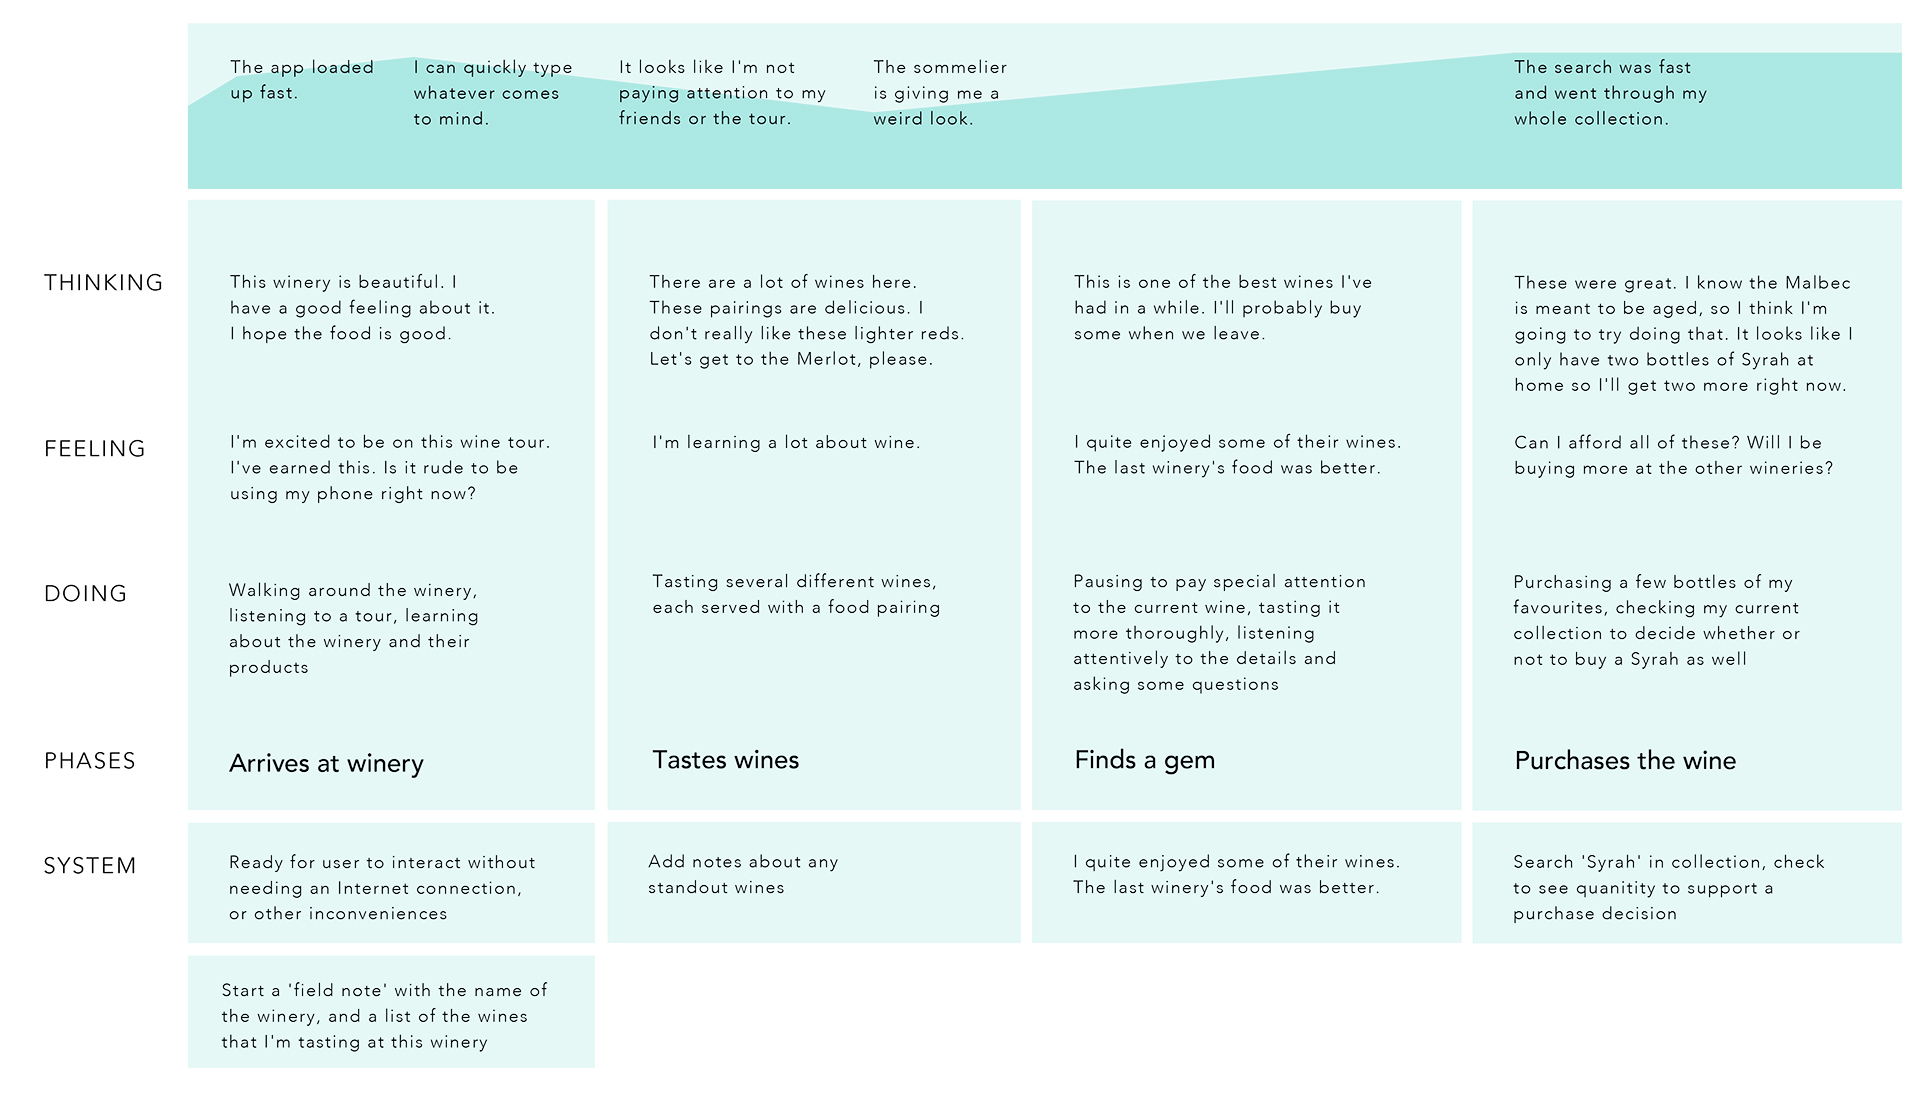 The app loaded
up fast.
I can quickly type
whatever comes
to mind.
It looks like I'm not
paying attention to my
friends or the tour.
The sommelier
is giving me a
weird look.
The search was fast
and went through my
whole collection.
THINKING
This winery is beautiful. I
have a good feeling about it.
I hope the food is good.
There are a lot of wines here.
These pairings are delicious. I
don't really like these lighter reds.
Let's get to the Merlot, please.
This is one of the best wines I've
had in a while. I'll probably buy
some when we leave.
These were great. I know the Malbec
is meant to be aged, so I think I'm
going to try doing that. It looks like I
only have two bottles of Syrah at
home so I'll get two more right now.
FEELING
I'm excited to be on this wine tour.
I've earned this. Is it rude to be
using my phone right now?
I'm learning a lot about wine.
I quite enjoyed some of their wines.
The last winery's food was better.
Can I afford all of these? Will I be
buying more at the other wineries?
DOING
Walking around the winery,
listening to a tour, learning
about the winery and their
products
Tasting several different wines,
each served with a food pairing
Pausing to pay special attention
to the current wine, tasting it
more thoroughly, listening
attentively to the details and
asking some questions
Purchasing a few bottles of my
favourites, checking my current
collection to decide whether or
not to buy a Syrah as well
PHASES
Arrives at winery
Tastes wines
Finds a gem
Purchases the wine
SYSTEM
Ready for user to interact without
needing an Internet connection,
or other inconveniences
Add notes about any
standout wines
I quite enjoyed some of their wines.
The last winery's food was better.
Search 'Syrah' in collection, check
to see quanitity to support a
purchase decision
Start a 'field note' with the name of
the winery, and a list of the wines
that I'm tasting at this winery